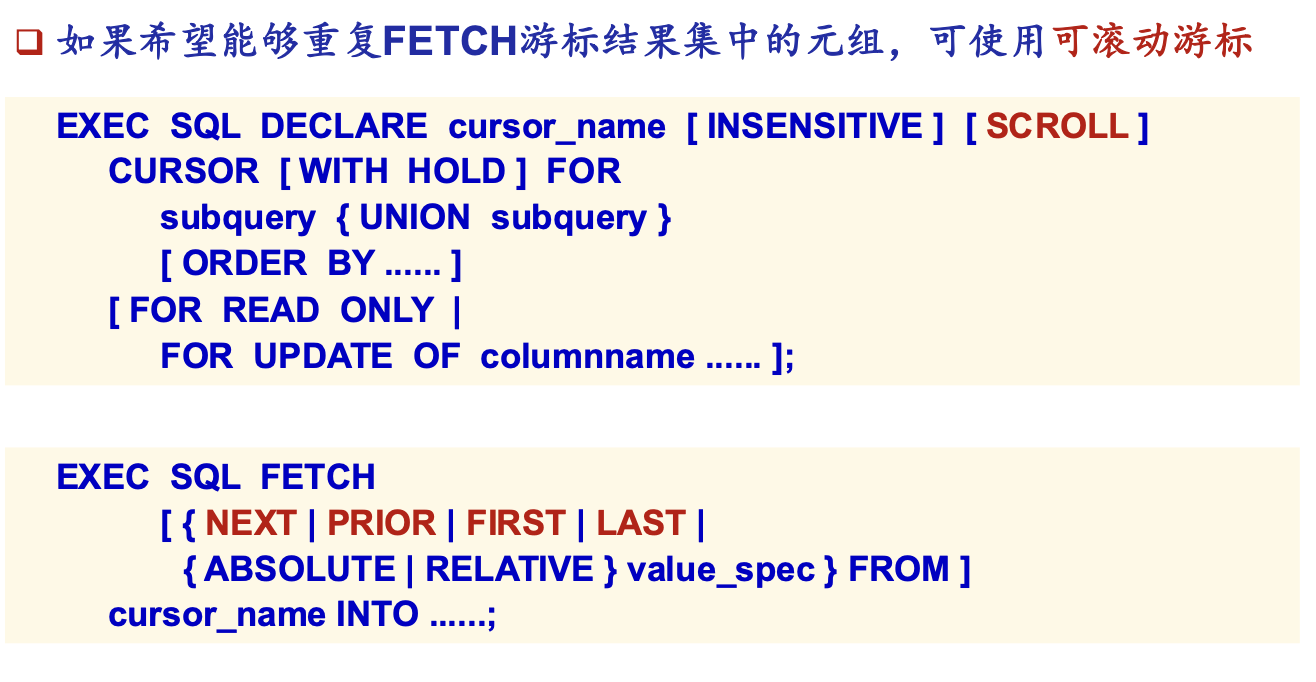 如果希望能够重复FETCH游标结果集中的元组，可使用可滚动游标
EXEC SQL DECLARE cursor_name [ INSENSITIVE ] [ SCROLL ]
CURSOR [ WITH HOLD ] FOR
subquery { UNION subquery }
[ ORDER BY ...... ]
[ FOR READ ONLY |
FOR UPDATE OF columnname ...... ];
EXEC SQL FETCH
[ { NEXT | PRIOR | FIRST | LAST |
{ ABSOLUTE | RELATIVE } value_spec } FROM ]
cursor_name INTO ......;